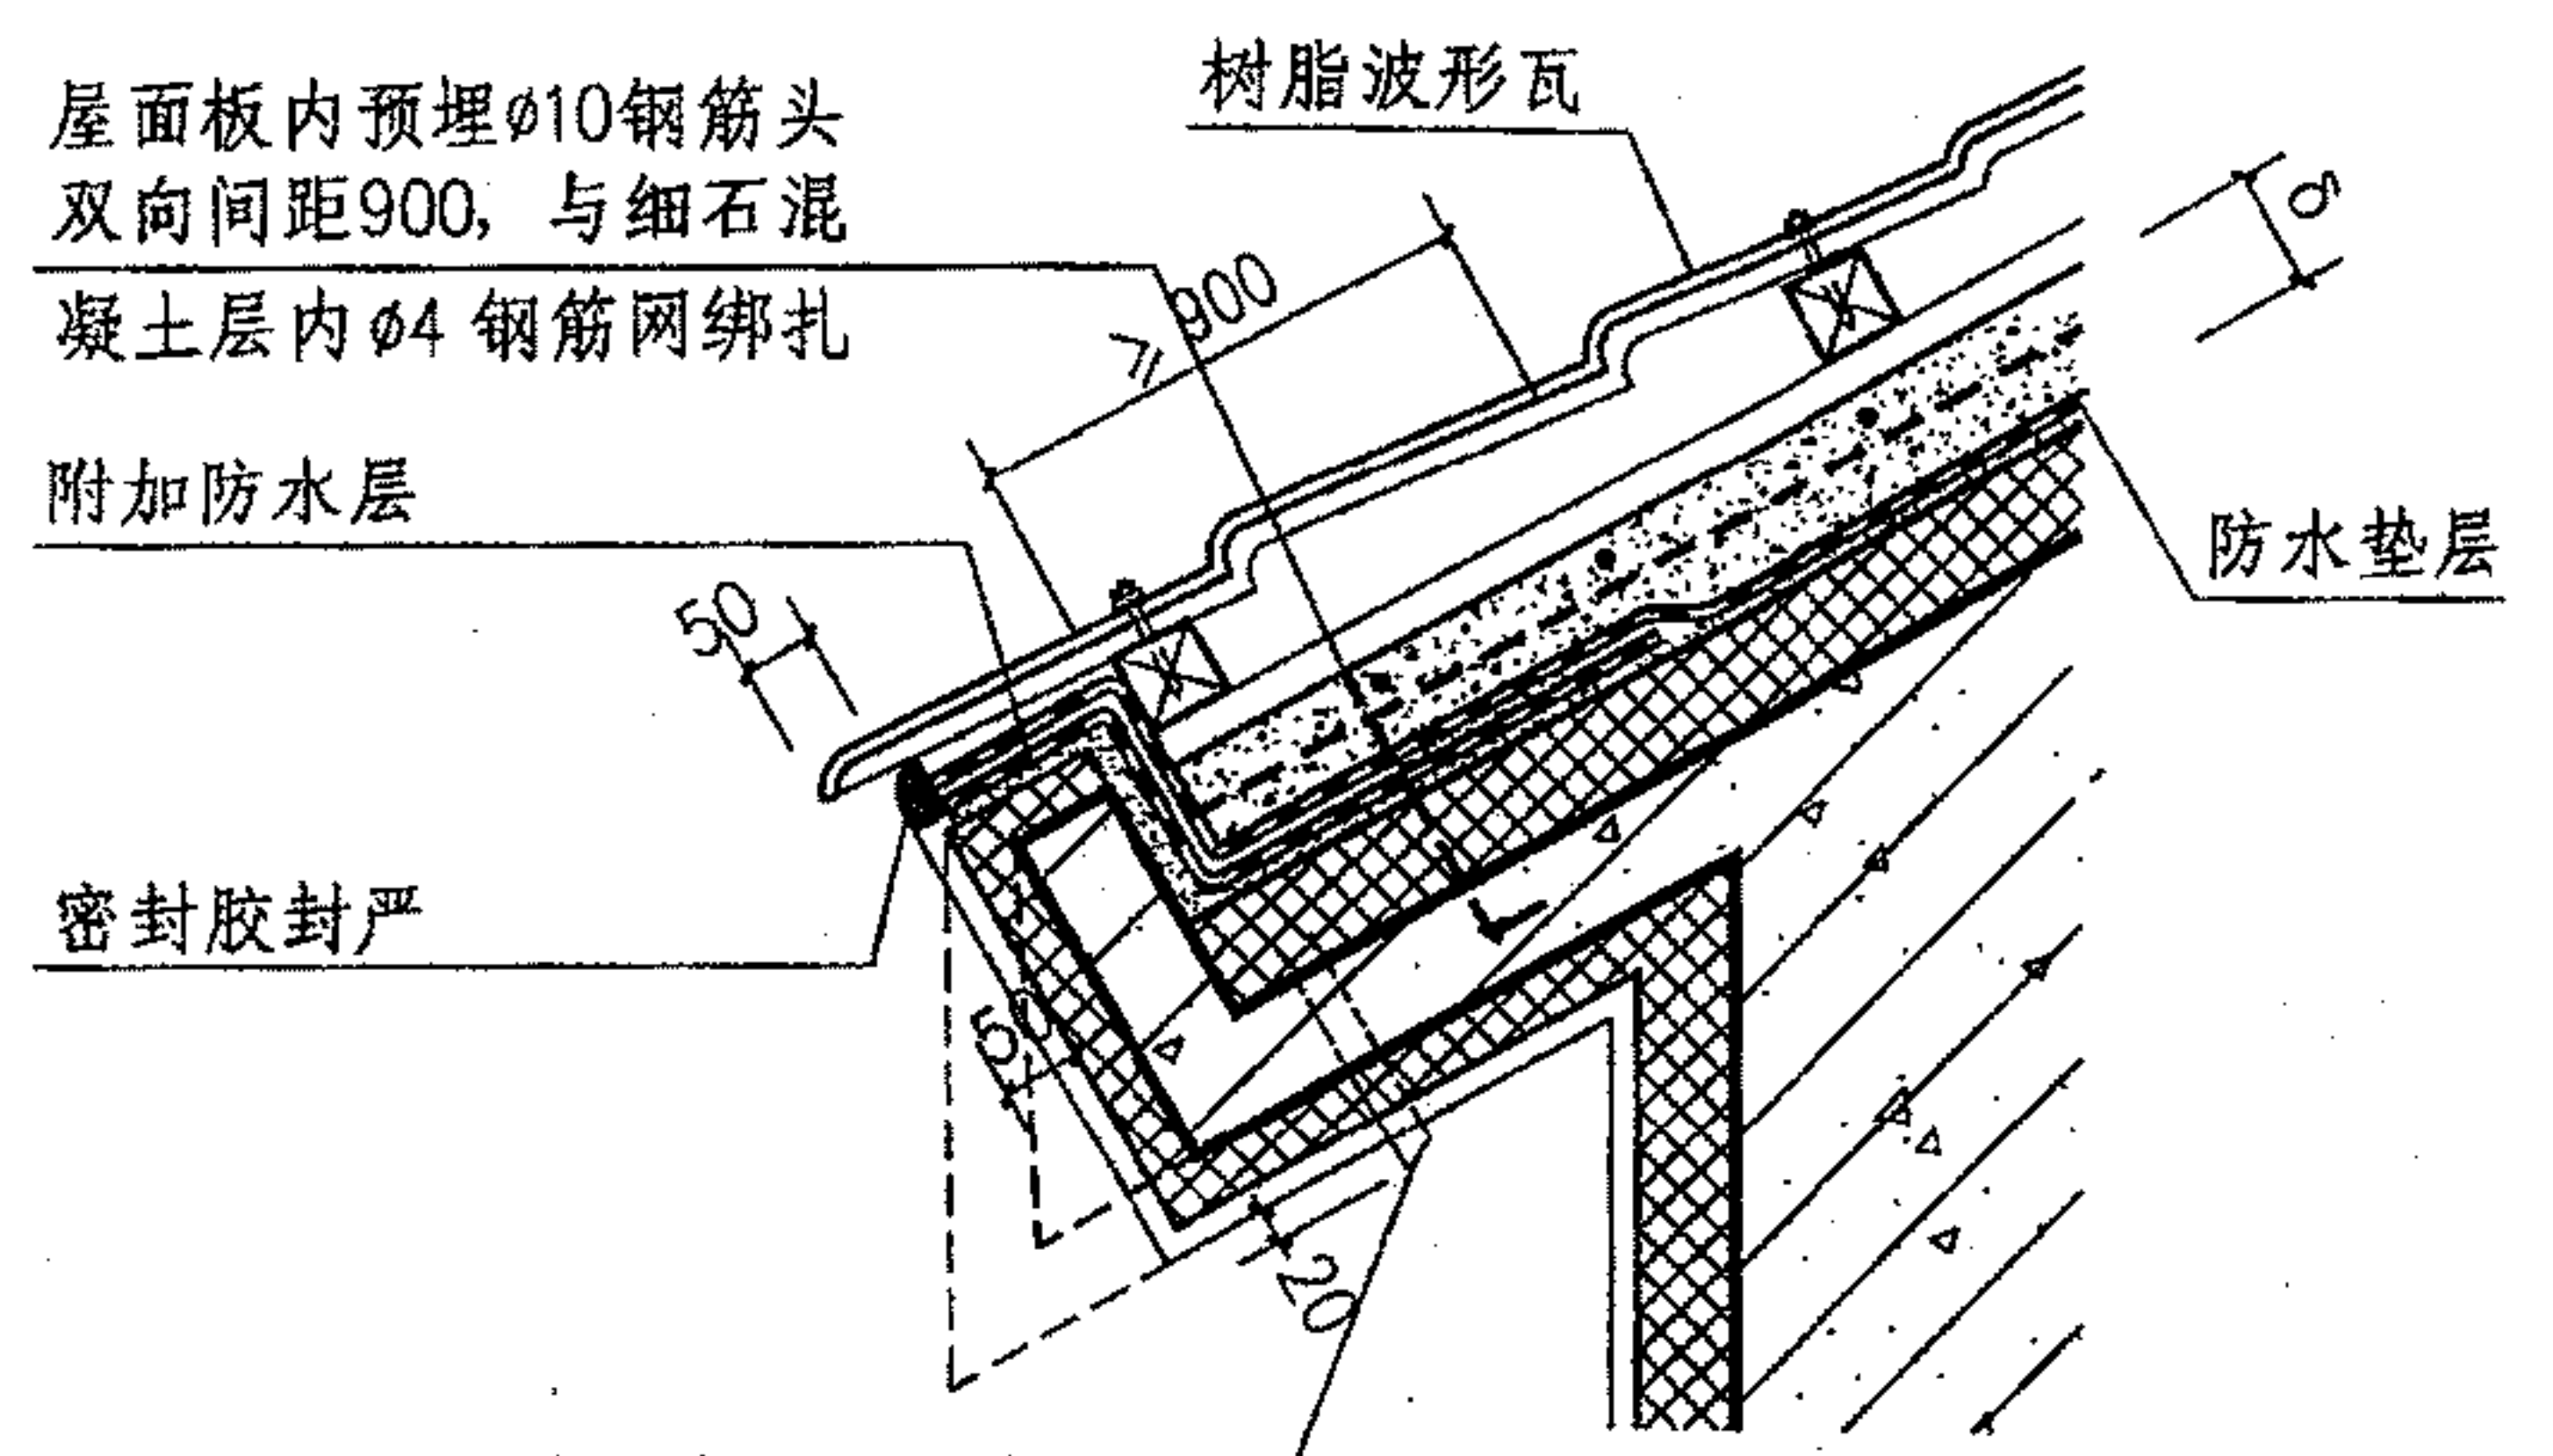 屋面板内预埋ø10钢筋头
双向间距900, 与细石混
凝土层内ø4 钢筋网绑扎
附加防水层
密封胶封严
树脂波形瓦
防水垫层
≥900
50
δ
50
20